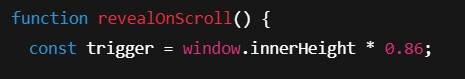 function revealOnScroll() {
  const trigger = window.innerHeight * 0.86;